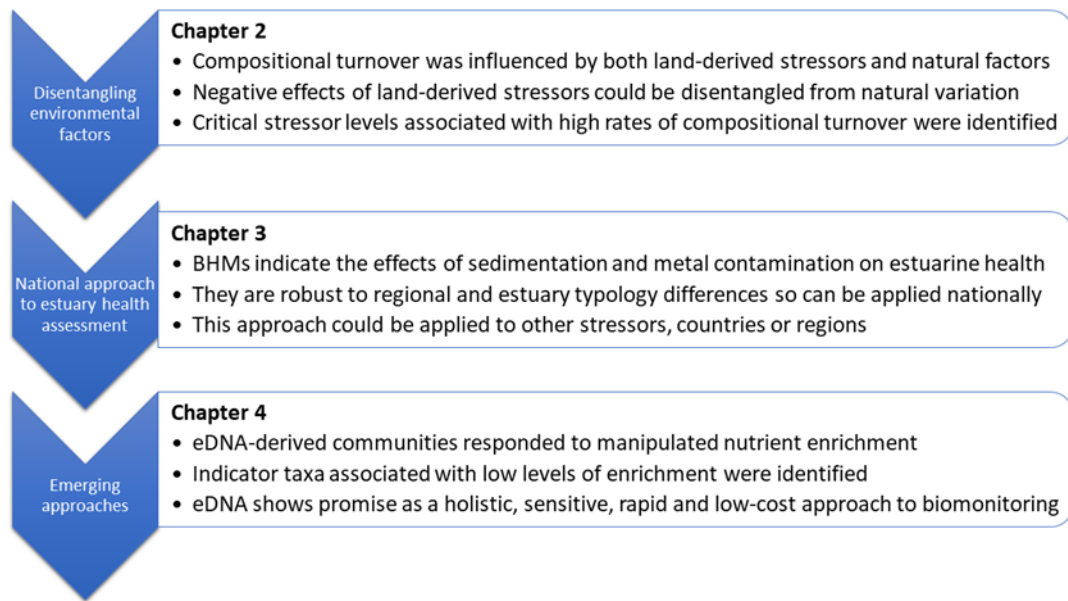 Disentangling
environmental
factors
Chapter 2
• Compositional turnover was influenced by both land-derived stressors and natural factors
• Negative effects of land-derived stressors could be disentangled from natural variation
• Critical stressor levels associated with high rates of compositional turnover were identified
National approach
to estuary health
assessment
Chapter 3
• BHMs indicate the effects of sedimentation and metal contamination on estuarine health
• They are robust to regional and estuary typology differences so can be applied nationally
• This approach could be applied to other stressors, countries or regions
Emerging
approaches
Chapter 4
• eDNA-derived communities responded to manipulated nutrient enrichment
• Indicator taxa associated with low levels of enrichment were identified
• eDNA shows promise as a holistic, sensitive, rapid and low-cost approach to biomonitoring